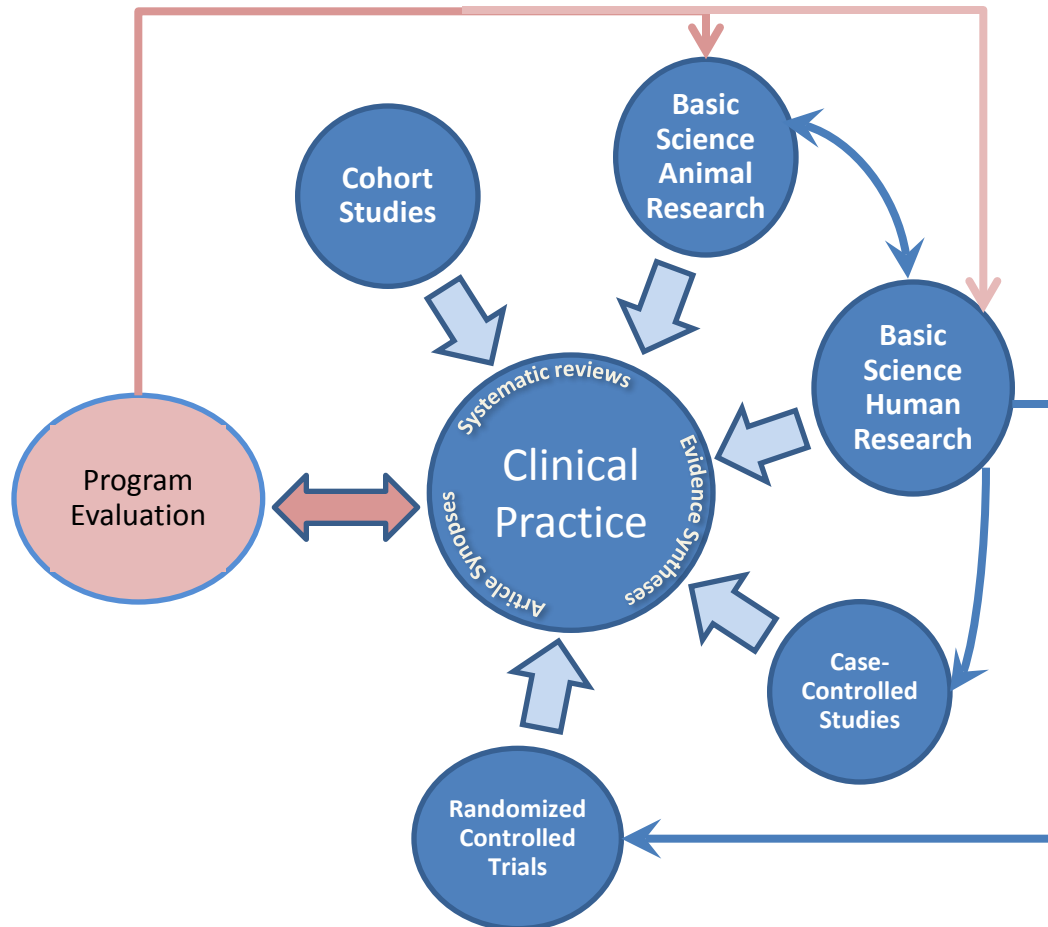 Basic
Science
Animal
Research
Cohort
Studies
Basic
Science
Human
Research
Systematic reviews
Evidence Syntheses
Article Synopses
Clinical
Practice
Program
Evaluation
Case-
Controlled
Studies
Randomized
Controlled
Trials